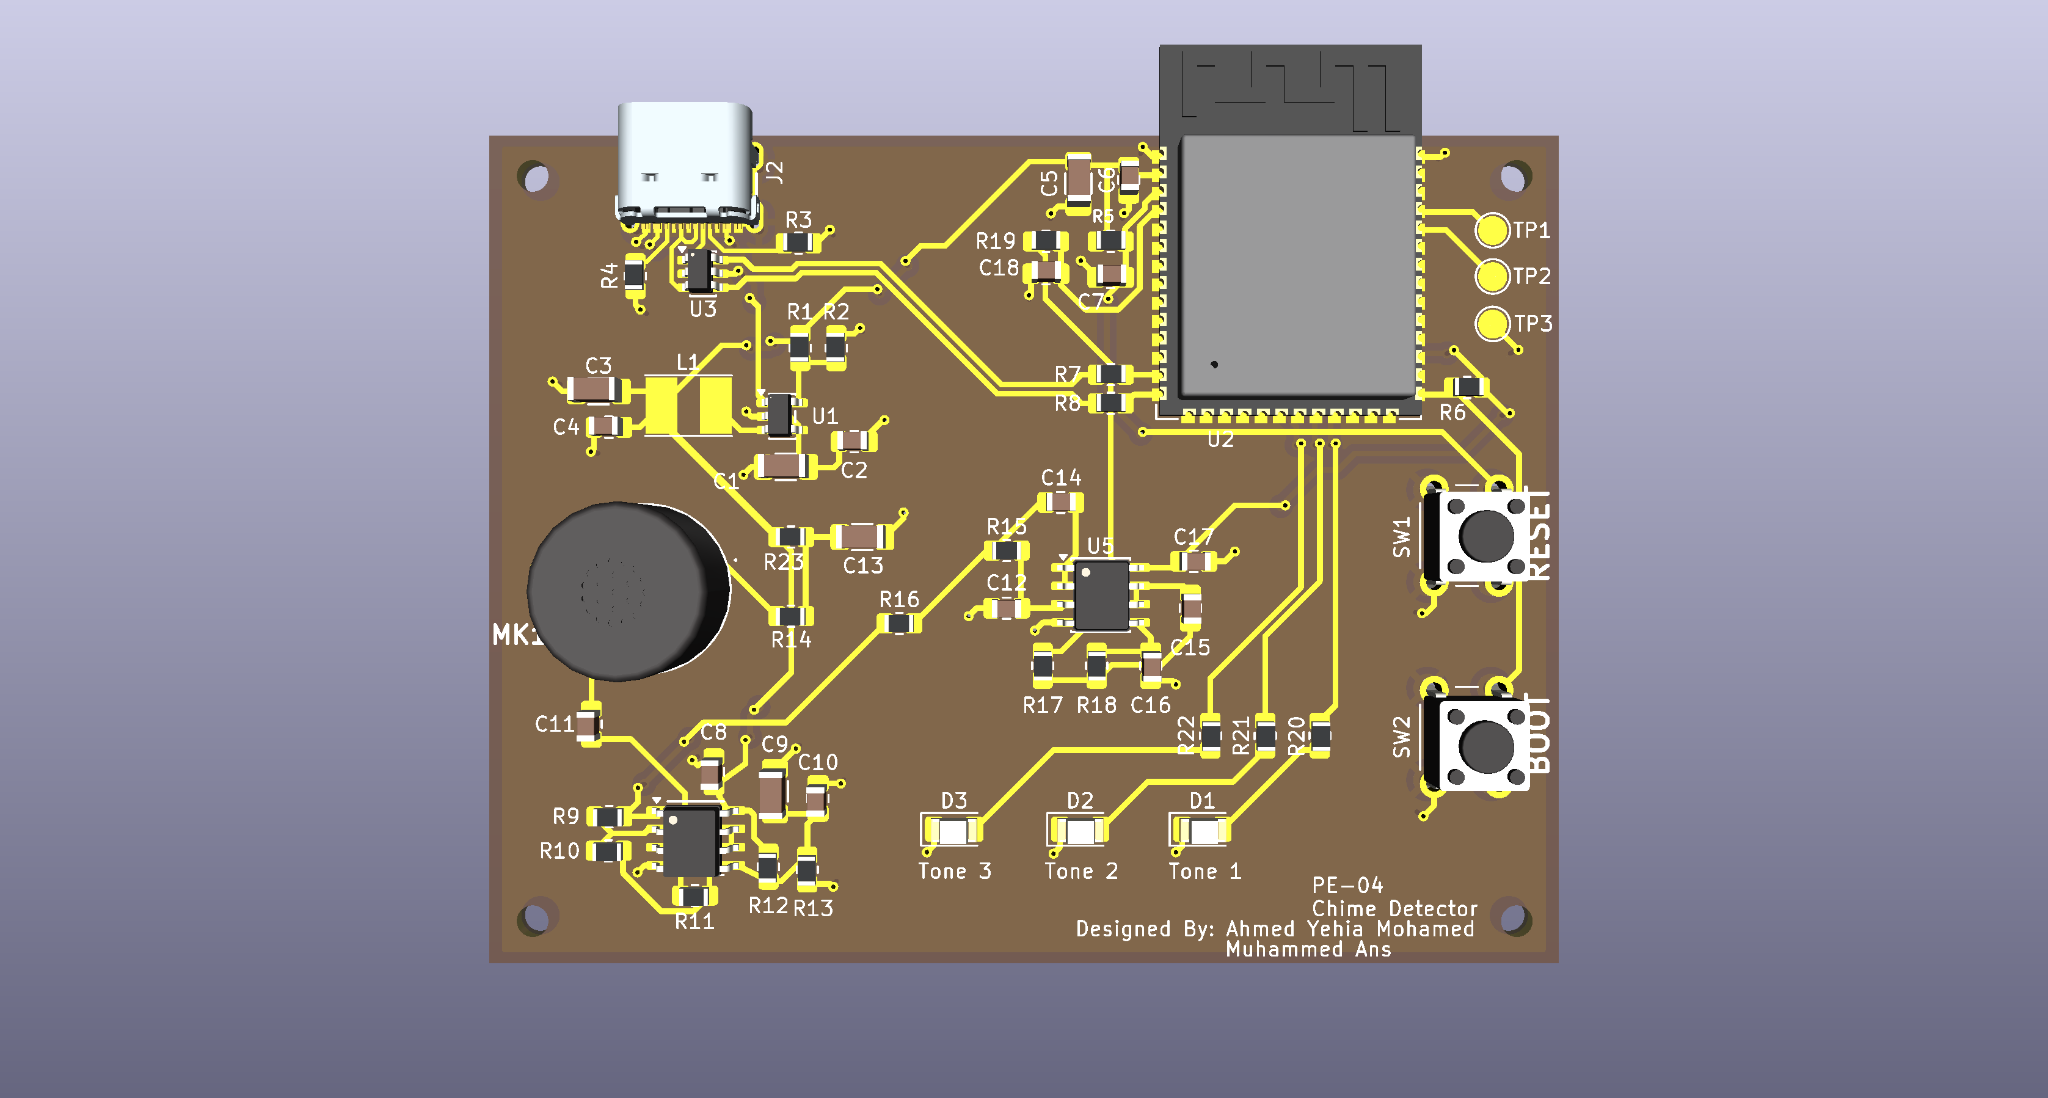 J2
C5
C6
R3
R5
TP1
R19
R4
C18
TP2
C7
U3
R1 R2
TP3
L1
C3
R7
R8
R6
U1
C4
U2
C2
C1
C14
R15
U5
C17
SW1
RESET
R23
C13
C12
R16
MK1
R14
C15
R17 R18 C16
C11
C8
C9
R22
R21
R20
SW2
BOOT
C10
R9
D3
D2
D1
R10
Tone 3
Tone 2
Tone 1
R11
R12
R13
PE-04
Chime Detector
Designed By: Ahmed Yehia Mohamed
Muhammed Ans